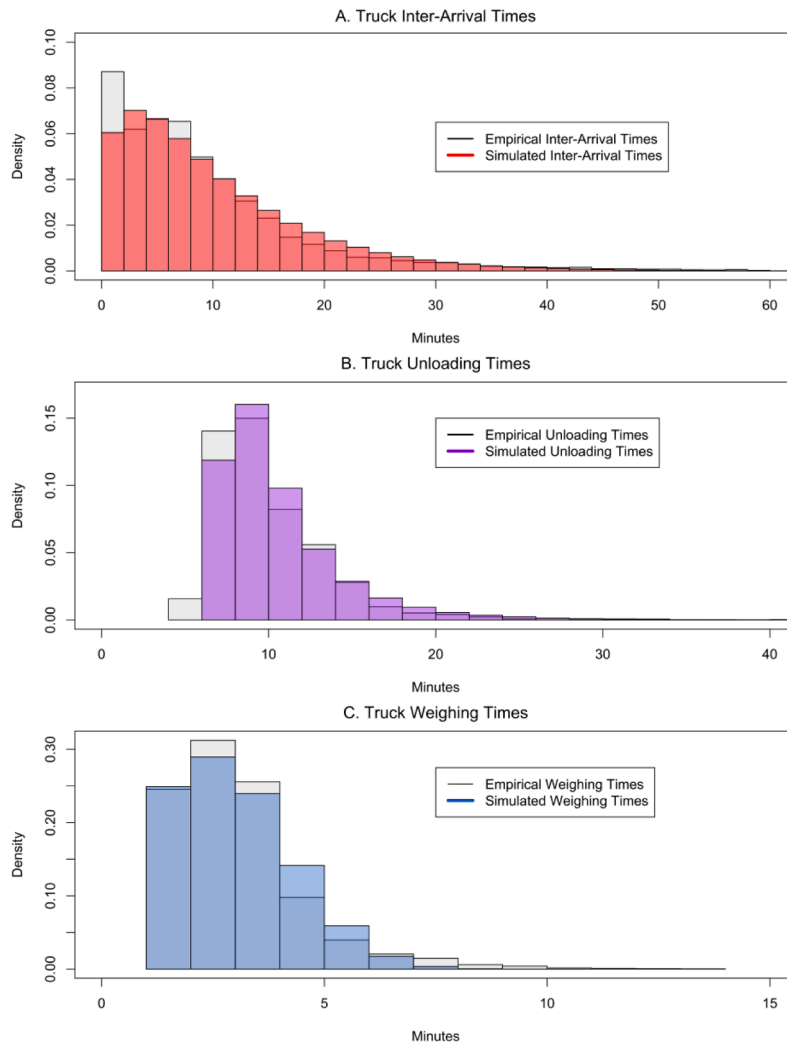 A. Truck Inter-Arrival Times
0.10
0.08
0.06
0.04
0.02
0.00
Density
Empirical Inter-Arrival Times
Simulated Inter-Arrival Times
0 10 20 30 40 50 60
Minutes
B. Truck Unloading Times
0.15
0.10
0.05
0.00
Density
Empirical Unloading Times
Simulated Unloading Times
0 10 20 30 40
Minutes
C. Truck Weighing Times
0.30
0.20
0.10
0.00
Density
Empirical Weighing Times
Simulated Weighing Times
0 5 10 15
Minutes